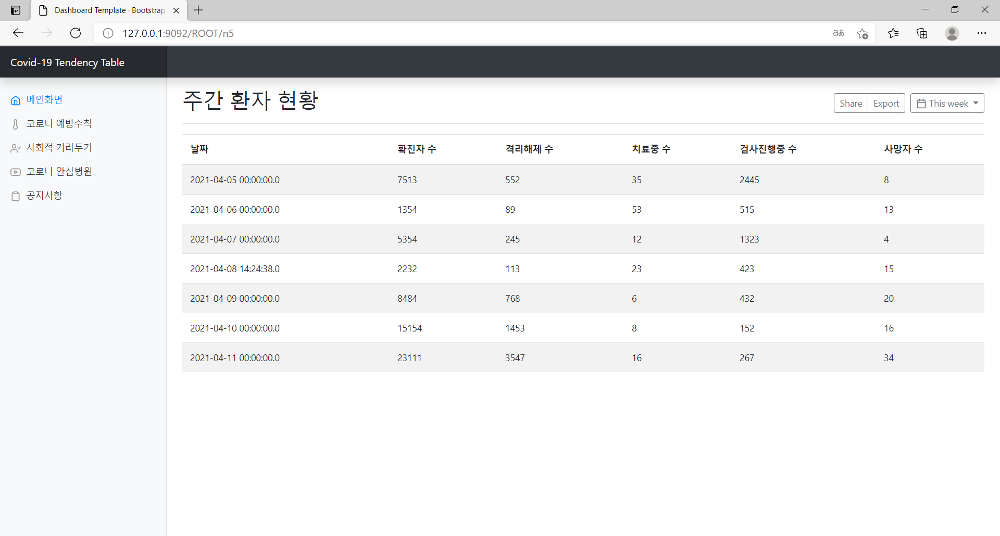 Dashboard Template · Bootstrap
127.0.0.1:9092/ROOT/n5
aあ
Covid-19 Tendency Table
메인화면
코로나 예방수칙
사회적 거리두기
코로나 안심병원
공지사항
주간 환자 현황
Share Export This week
날짜 확진자 수 격리해제 수 치료중 수 검사진행중 수 사망자 수
2021-04-05 00:00:00.0 7513 552 35 2445 8
2021-04-06 00:00:00.0 1354 89 53 515 13
2021-04-07 00:00:00.0 5354 245 12 1323 4
2021-04-08 14:24:38.0 2232 113 23 423 15
2021-04-09 00:00:00.0 8484 768 6 432 20
2021-04-10 00:00:00.0 15154 1453 8 152 16
2021-04-11 00:00:00.0 23111 3547 16 267 34